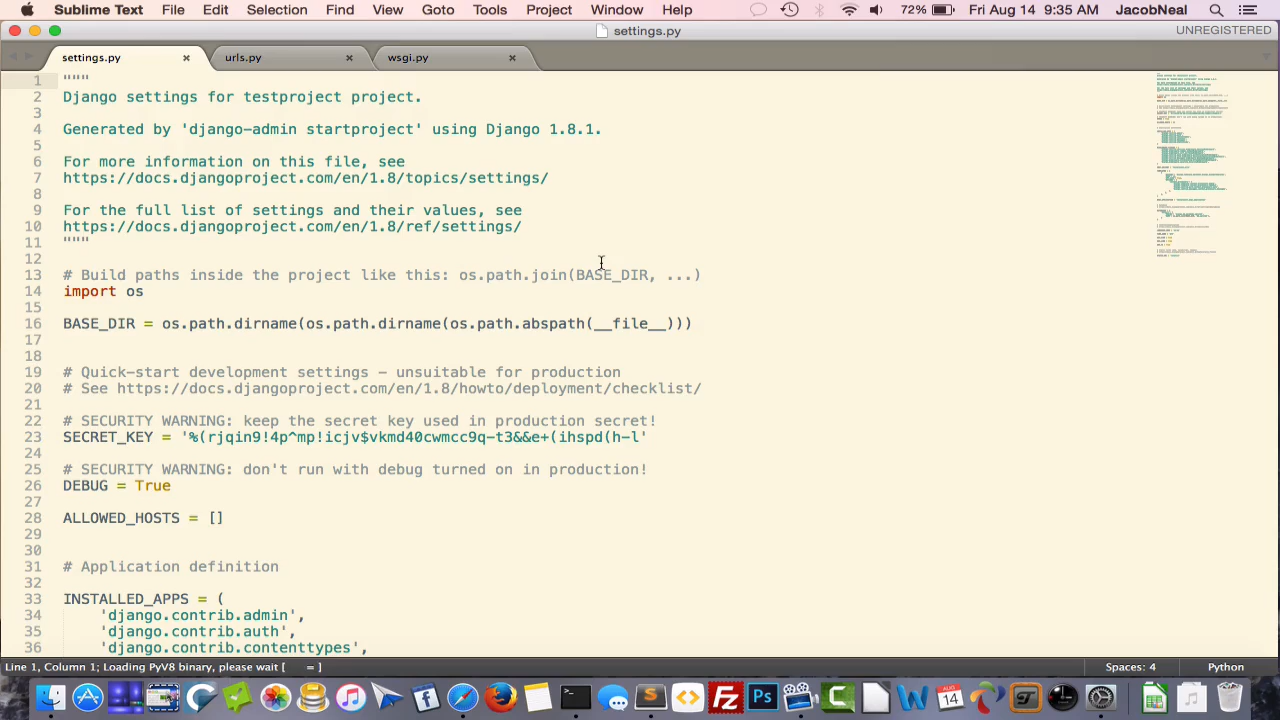 Sublime Text File Edit Selection Find View Goto Tools Project Window Help 72% Fri Aug 14 9:35 AM JacobNeal
settings.py UNREGISTERED
settings.py urls.py wsgi.py
1 """
2 Django settings for testproject project.
3
4 Generated by 'django-admin startproject' using Django 1.8.1.
5
6 For more information on this file, see
7 https://docs.djangoproject.com/en/1.8/topics/settings/
8
9 For the full list of settings and their values, see
10 https://docs.djangoproject.com/en/1.8/ref/settings/
11 """
12
13 # Build paths inside the project like this: os.path.join(BASE_DIR, ...)
14 import os
15
16 BASE_DIR = os.path.dirname(os.path.dirname(os.path.abspath(__file__)))
17
18
19 # Quick-start development settings - unsuitable for production
20 # See https://docs.djangoproject.com/en/1.8/howto/deployment/checklist/
21
22 # SECURITY WARNING: keep the secret key used in production secret!
23 SECRET_KEY = '%(rjqin9!4p^mp!icjv$vkmd40cwmcc9q-t3&&e+(ihspd(h-l'
24
25 # SECURITY WARNING: don't run with debug turned on in production!
26 DEBUG = True
27
28 ALLOWED_HOSTS = []
29
30
31 # Application definition
32
33 INSTALLED_APPS = (
34 'django.contrib.admin',
35 'django.contrib.auth',
36 'django.contrib.contenttypes',
Line 1, Column 1; Loading PyV8 binary, please wait [ = ] Spaces: 4 Python